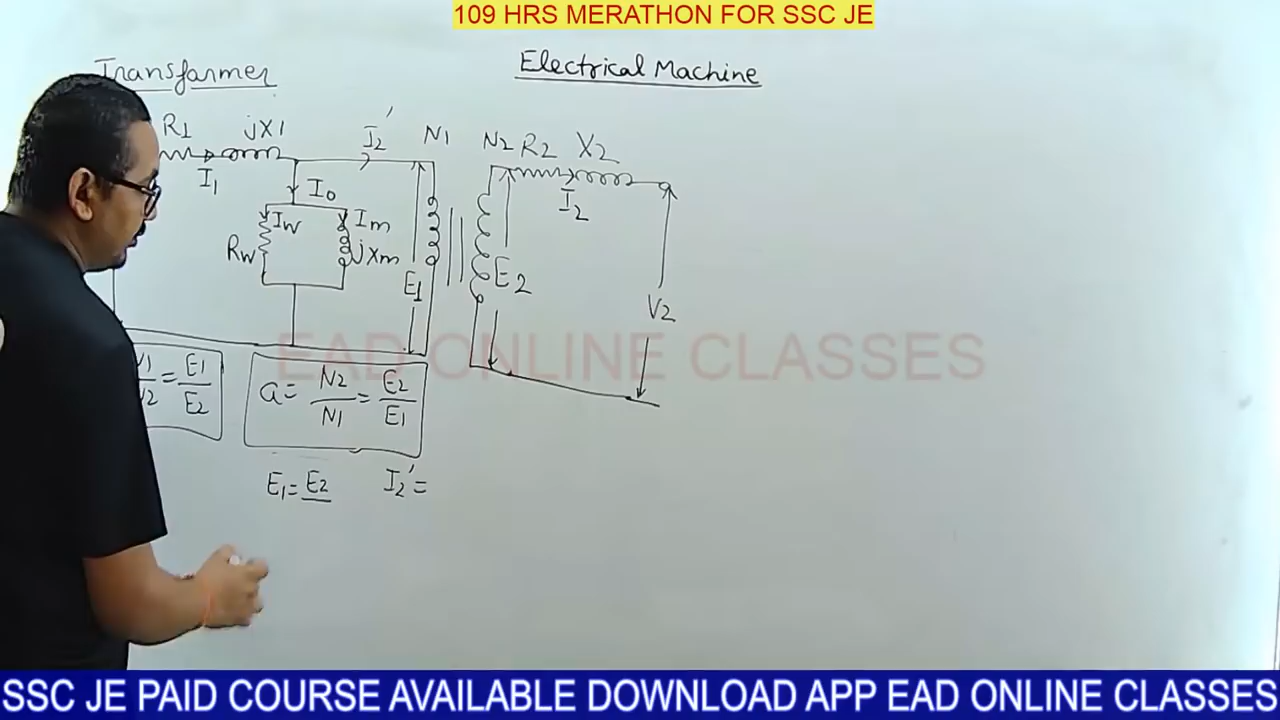 109 HRS MERATHON FOR SSC JE
Transfarmer
Electrical Machine
R1 jX1 I2' N1 N2 R2 X2
I1 I0 I2
Iw Im
Rw jXm E1 E2
V2
EAD ONLINE CLASSES
= E1/E2
a = N2/N1 = E2/E1
E1 = E2 I2' =
SSC JE PAID COURSE AVAILABLE DOWNLOAD APP EAD ONLINE CLASSES